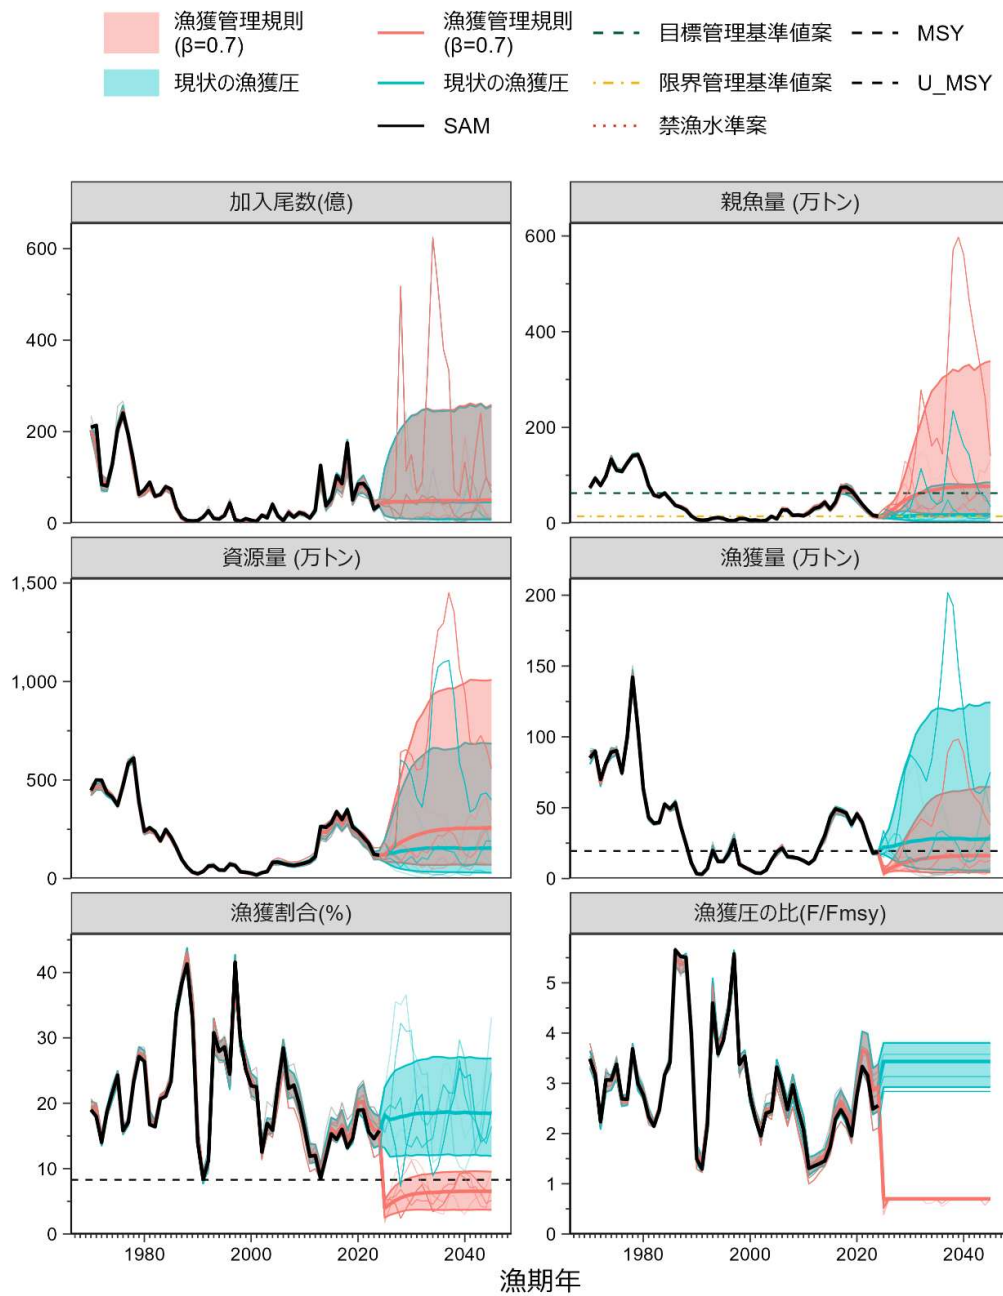 漁獲管理規則
(β=0.7)
漁獲管理規則
(β=0.7)
目標管理基準値案
MSY
現状の漁獲圧
現状の漁獲圧
限界管理基準値案
U_MSY
SAM
禁漁水準案
加入尾数(億)
親魚量 (万トン)
600
400
200
0
600
400
200
0
資源量 (万トン)
漁獲量 (万トン)
1,500
1,000
500
0
200
150
100
50
0
漁獲割合(%)
漁獲圧の比(F/Fmsy)
40
30
20
10
0
5
4
3
2
1
0
1980
2000
2020
2040
1980
2000
2020
2040
漁期年